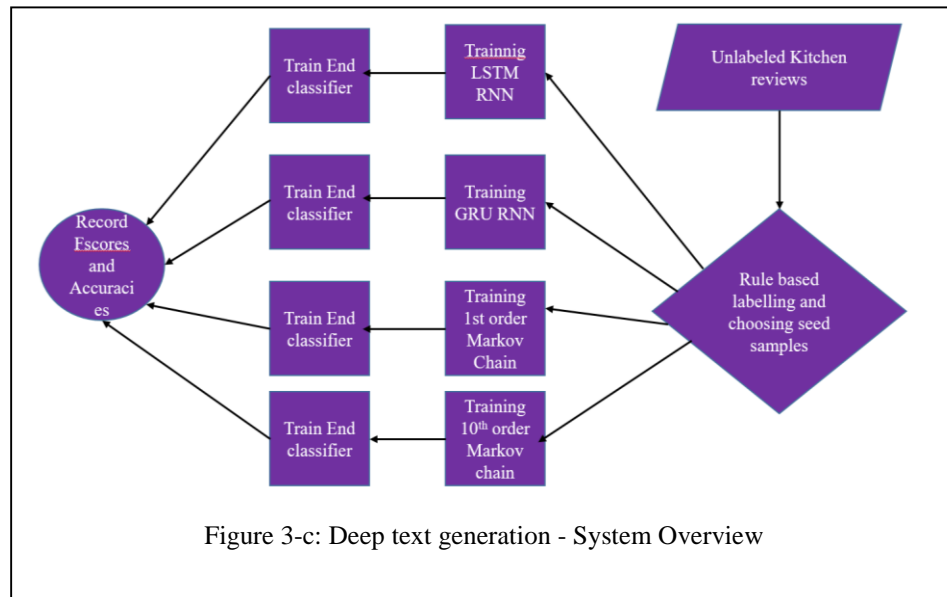 Train End
classifier
Trainnig
LSTM
RNN
Unlabeled Kitchen
reviews
Train End
classifier
Training
GRU RNN
Record
Fscores
and
Accuraci
es
Rule based
labelling and
choosing seed
samples
Train End
classifier
Training
1st order
Markov
Chain
Train End
classifier
Training
10th order
Markov
chain
Figure 3-c: Deep text generation - System Overview